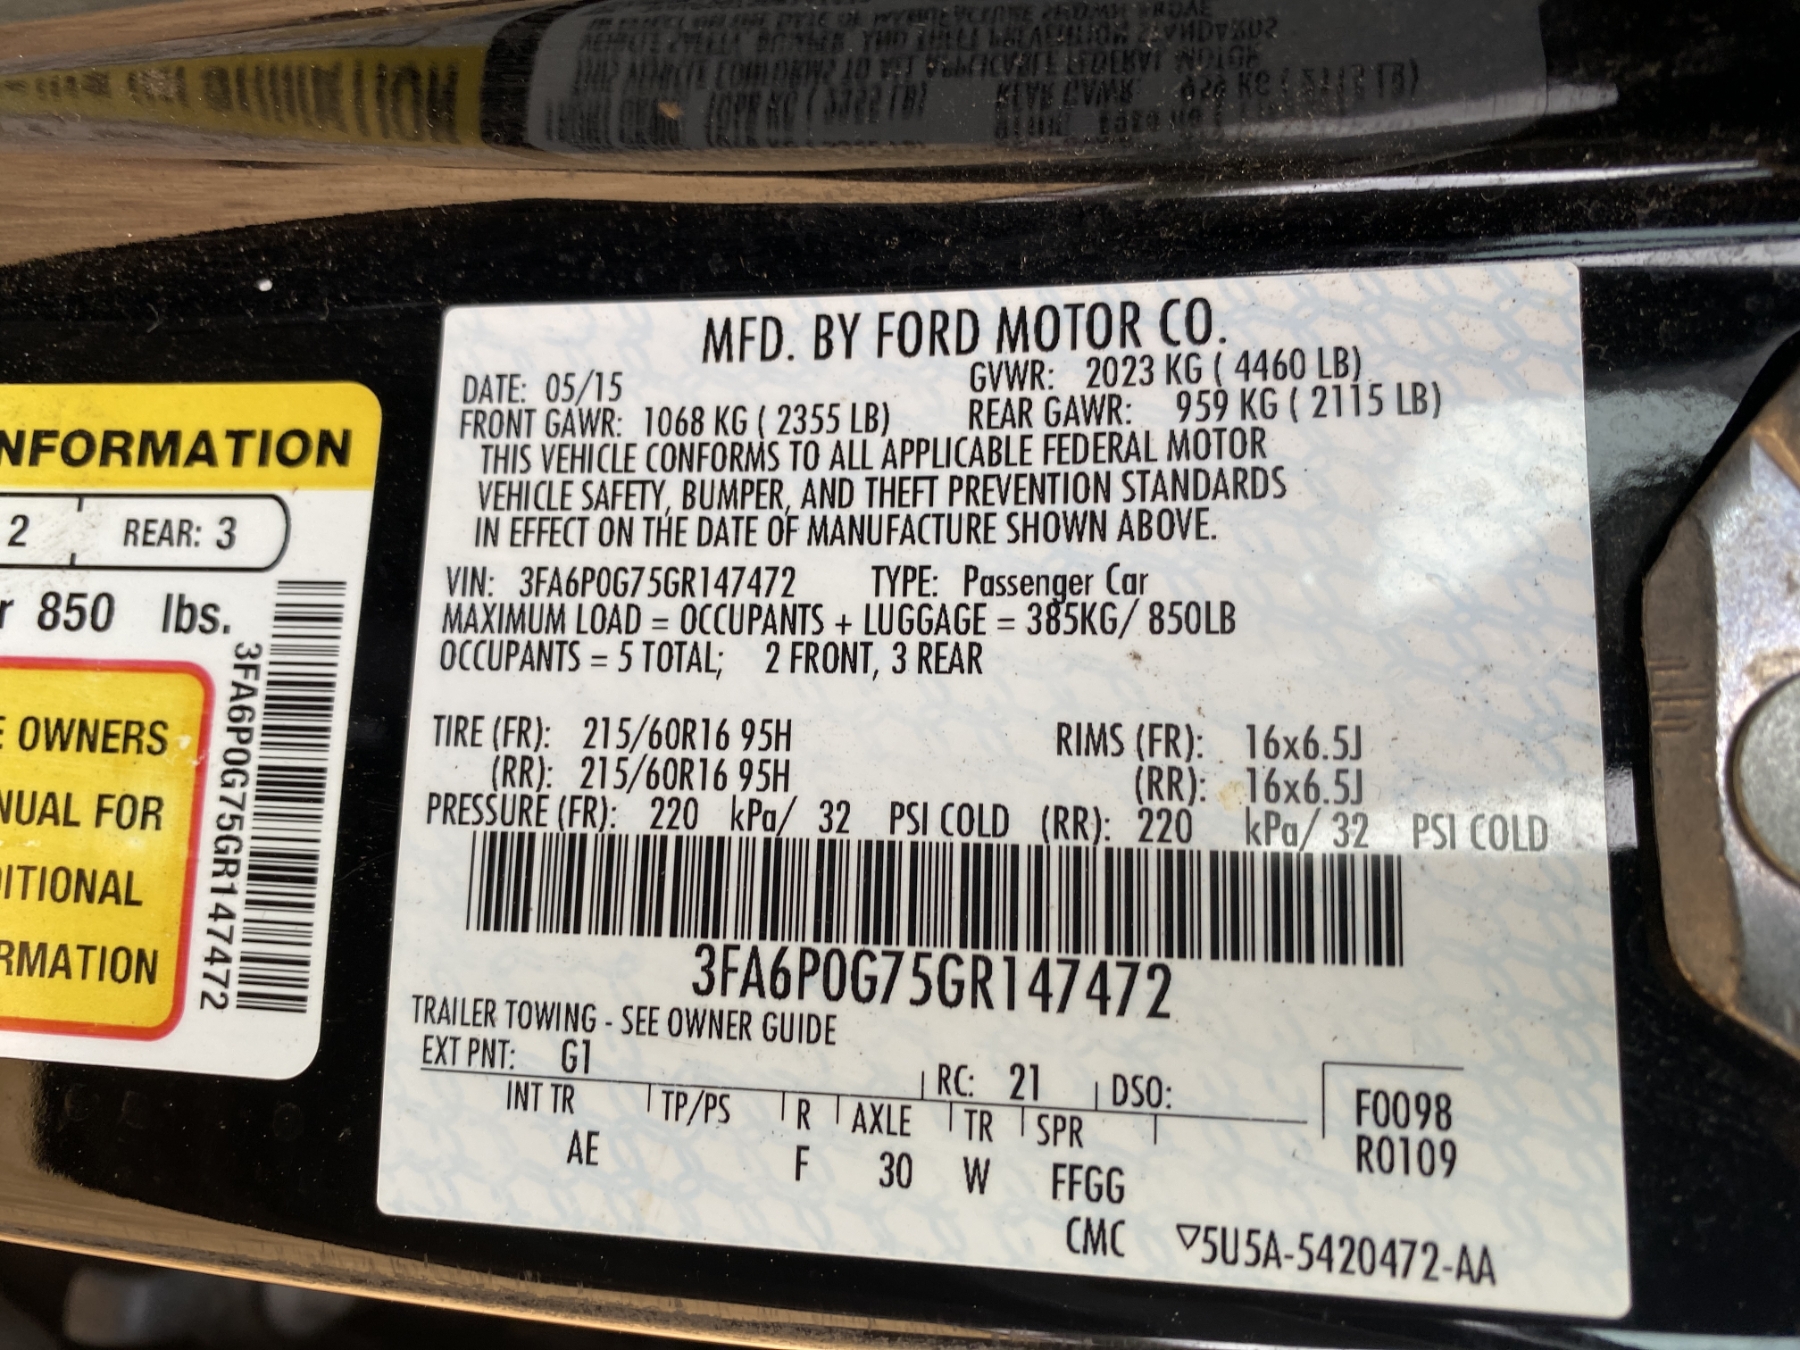 MFD. BY FORD MOTOR CO.
DATE: 05/15 GVWR: 2023 KG ( 4460 LB)
FRONT GAWR: 1068 KG ( 2355 LB) REAR GAWR: 959 KG ( 2115 LB)
THIS VEHICLE CONFORMS TO ALL APPLICABLE FEDERAL MOTOR
VEHICLE SAFETY, BUMPER, AND THEFT PREVENTION STANDARDS
IN EFFECT ON THE DATE OF MANUFACTURE SHOWN ABOVE.
VIN: 3FA6P0G75GR147472 TYPE: Passenger Car
MAXIMUM LOAD = OCCUPANTS + LUGGAGE = 385KG/ 850LB
OCCUPANTS = 5 TOTAL; 2 FRONT, 3 REAR
TIRE (FR): 215/60R16 95H RIMS (FR): 16x6.5J
(RR): 215/60R16 95H (RR): 16x6.5J
PRESSURE (FR): 220 kPa/ 32 PSI COLD (RR): 220 kPa/ 32 PSI COLD
3FA6P0G75GR147472
TRAILER TOWING - SEE OWNER GUIDE
EXT PNT: G1 RC: 21 DSO:
INT TR TP/PS R AXLE TR SPR
AE F 30 W FFGG
F0098
R0109
CMC ▽5U5A-5420472-AA
NFORMATION
2 REAR: 3
r 850 lbs.
E OWNERS
NUAL FOR
DITIONAL
RMATION
3FA6P0G75GR147472